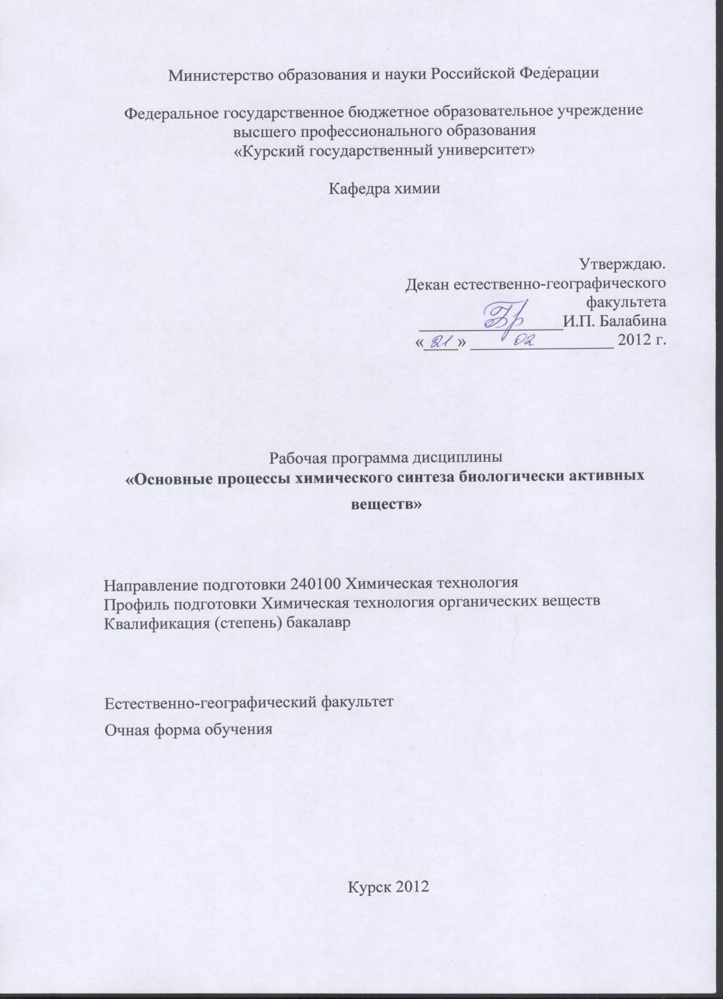 Министерство образования и науки Российской Федерации
Федеральное государственное бюджетное образовательное учреждение
высшего профессионального образования
«Курский государственный университет»
Кафедра химии
Утверждаю.
Декан естественно-географического
факультета
И.П. Балабина
«21» 02 2012 г.
Рабочая программа дисциплины
«Основные процессы химического синтеза биологически активных
веществ»
Направление подготовки 240100 Химическая технология
Профиль подготовки Химическая технология органических веществ
Квалификация (степень) бакалавр
Естественно-географический факультет
Очная форма обучения
Курск 2012